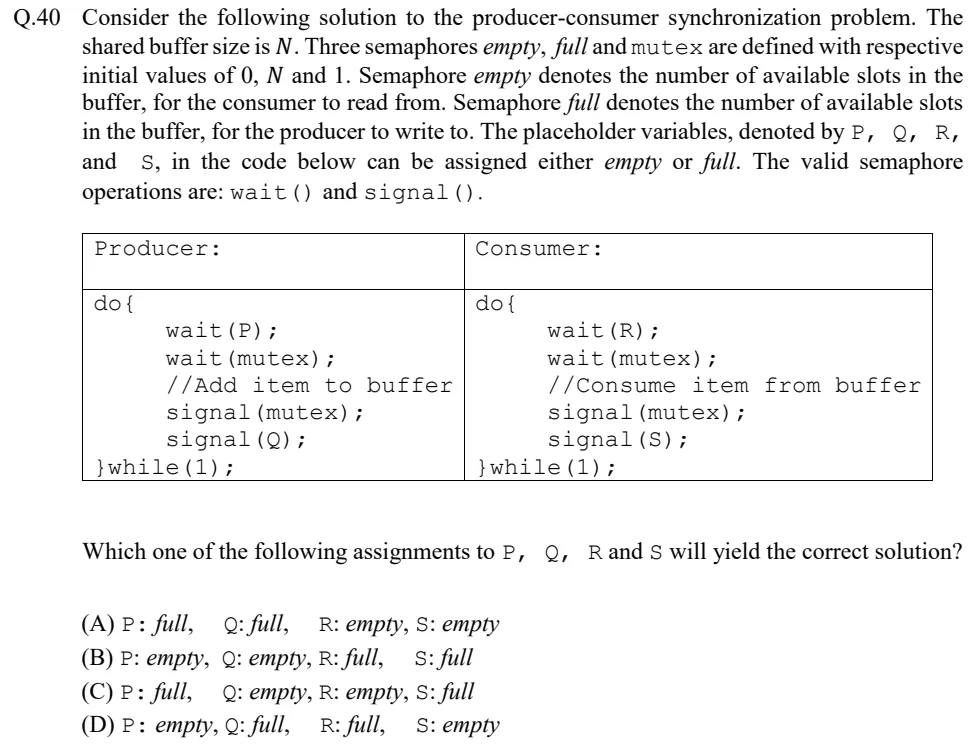 Q.40 Consider the following solution to the producer-consumer synchronization problem. The
shared buffer size is N. Three semaphores empty, full and mutex are defined with respective
initial values of 0, N and 1. Semaphore empty denotes the number of available slots in the
buffer, for the consumer to read from. Semaphore full denotes the number of available slots
in the buffer, for the producer to write to. The placeholder variables, denoted by P, Q, R,
and S, in the code below can be assigned either empty or full. The valid semaphore
operations are: wait() and signal().
Producer:
do{
wait(P);
wait(mutex);
//Add item to buffer
signal(mutex);
signal(Q);
}while(1);
Consumer:
do{
wait(R);
wait(mutex);
//Consume item from buffer
signal(mutex);
signal(S);
}while(1);
Which one of the following assignments to P, Q, R and S will yield the correct solution?
(A) P: full, Q: full, R: empty, S: empty
(B) P: empty, Q: empty, R: full, S: full
(C) P: full, Q: empty, R: empty, S: full
(D) P: empty, Q: full, R: full, S: empty